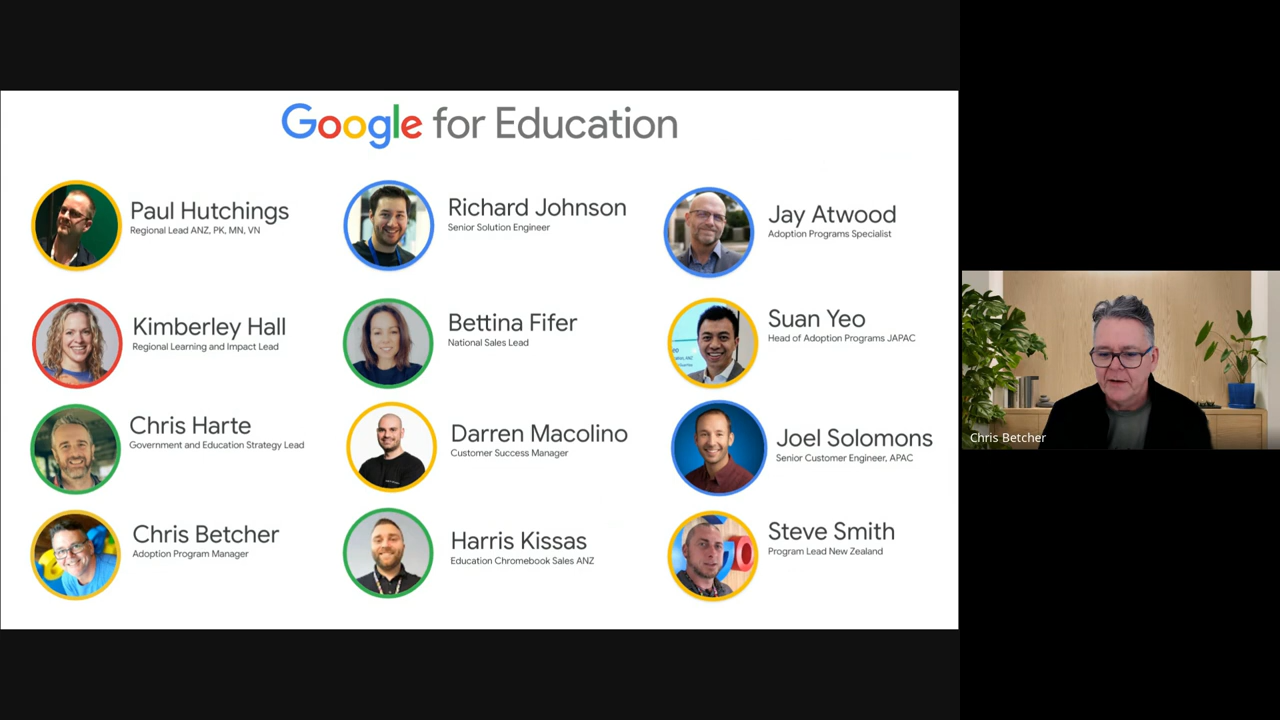 Google for Education
Paul Hutchings
Regional Lead ANZ, PK, MN, VN
Richard Johnson
Senior Solution Engineer
Jay Atwood
Adoption Programs Specialist
Kimberley Hall
Regional Learning and Impact Lead
Bettina Fifer
National Sales Lead
Suan Yeo
Head of Adoption Programs JAPAC
Chris Harte
Government and Education Strategy Lead
Darren Macolino
Customer Success Manager
Joel Solomons
Senior Customer Engineer, APAC
Chris Betcher
Adoption Program Manager
Harris Kissas
Education Chromebook Sales ANZ
Steve Smith
Program Lead New Zealand
Chris Betcher